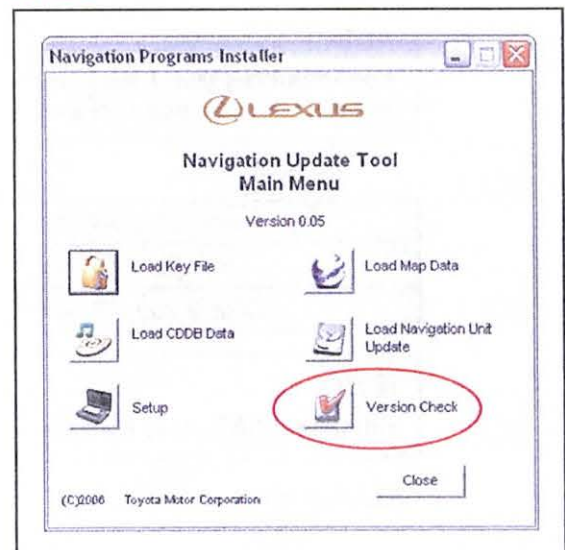 Navigation Programs Installer
LEXUS
Navigation Update Tool
Main Menu
Version 0.05
Load Key File
Load Map Data
Load CDDB Data
Load Navigation Unit
Update
Setup
Version Check
Close
(C)2006 Toyota Motor Corporation